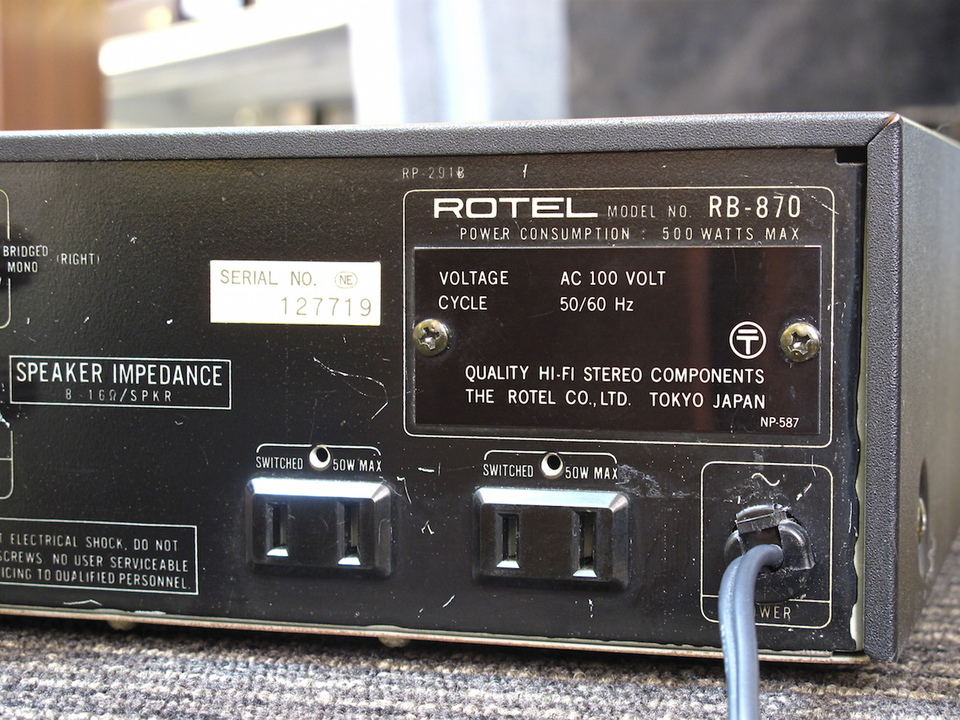 RP-291B
ROTEL MODEL NO. RB-870
POWER CONSUMPTION : 500 WATTS MAX
BRIDGED
MONO
(RIGHT)
SERIAL NO. NE
127719
VOLTAGE AC 100 VOLT
CYCLE 50/60 Hz
T
QUALITY HI-FI STEREO COMPONENTS
THE ROTEL CO., LTD. TOKYO JAPAN
NP-587
SPEAKER IMPEDANCE
8-16Ω/SPKR
SWITCHED 50W MAX
SWITCHED 50W MAX
ELECTRICAL SHOCK, DO NOT
SCREWS. NO USER SERVICEABLE
TO QUALIFIED PERSONNEL.